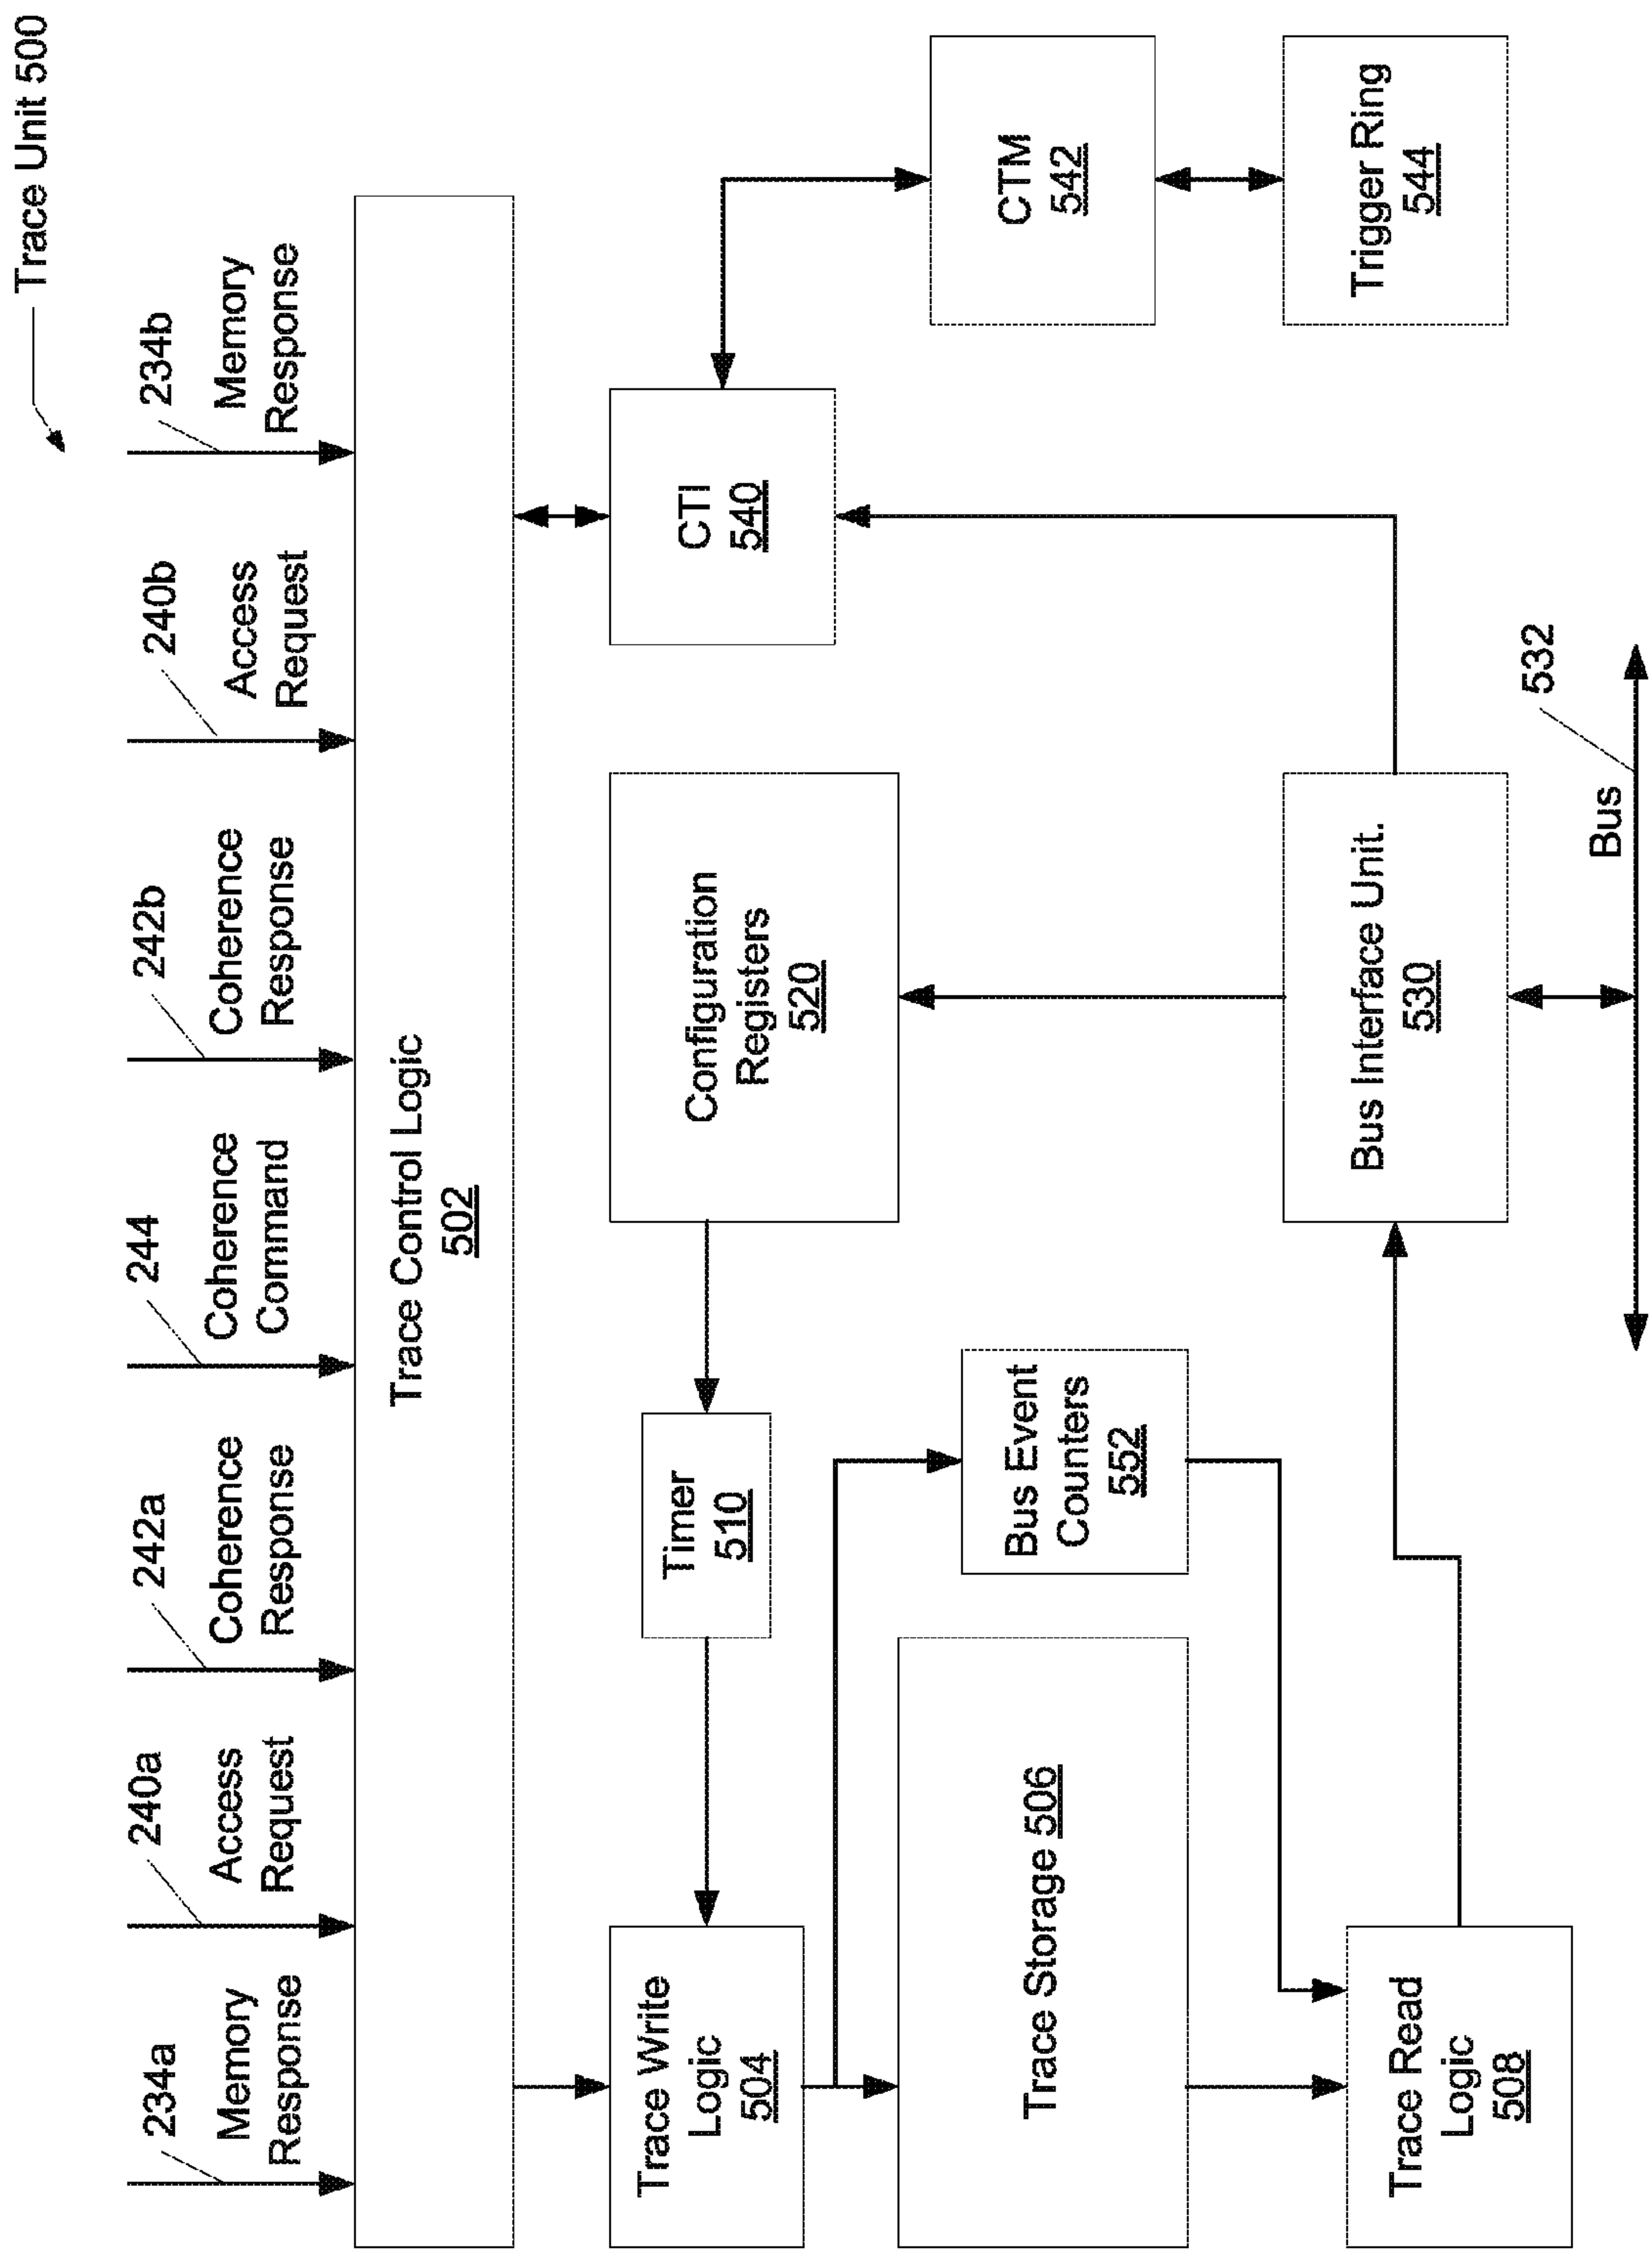 Trace Unit 500
234a
Memory
Response
240a
Access
Request
242a
Coherence
Response
244
Coherence
Command
242b
Coherence
Response
240b
Access
Request
234b
Memory
Response
Trace Control Logic
502
Trace Write
Logic
504
Timer
510
Configuration
Registers
520
CTI
540
Trace Storage 506
Bus Event
Counters
552
CTM
542
Trace Read
Logic
508
Bus Interface Unit.
530
Trigger Ring
544
532
Bus